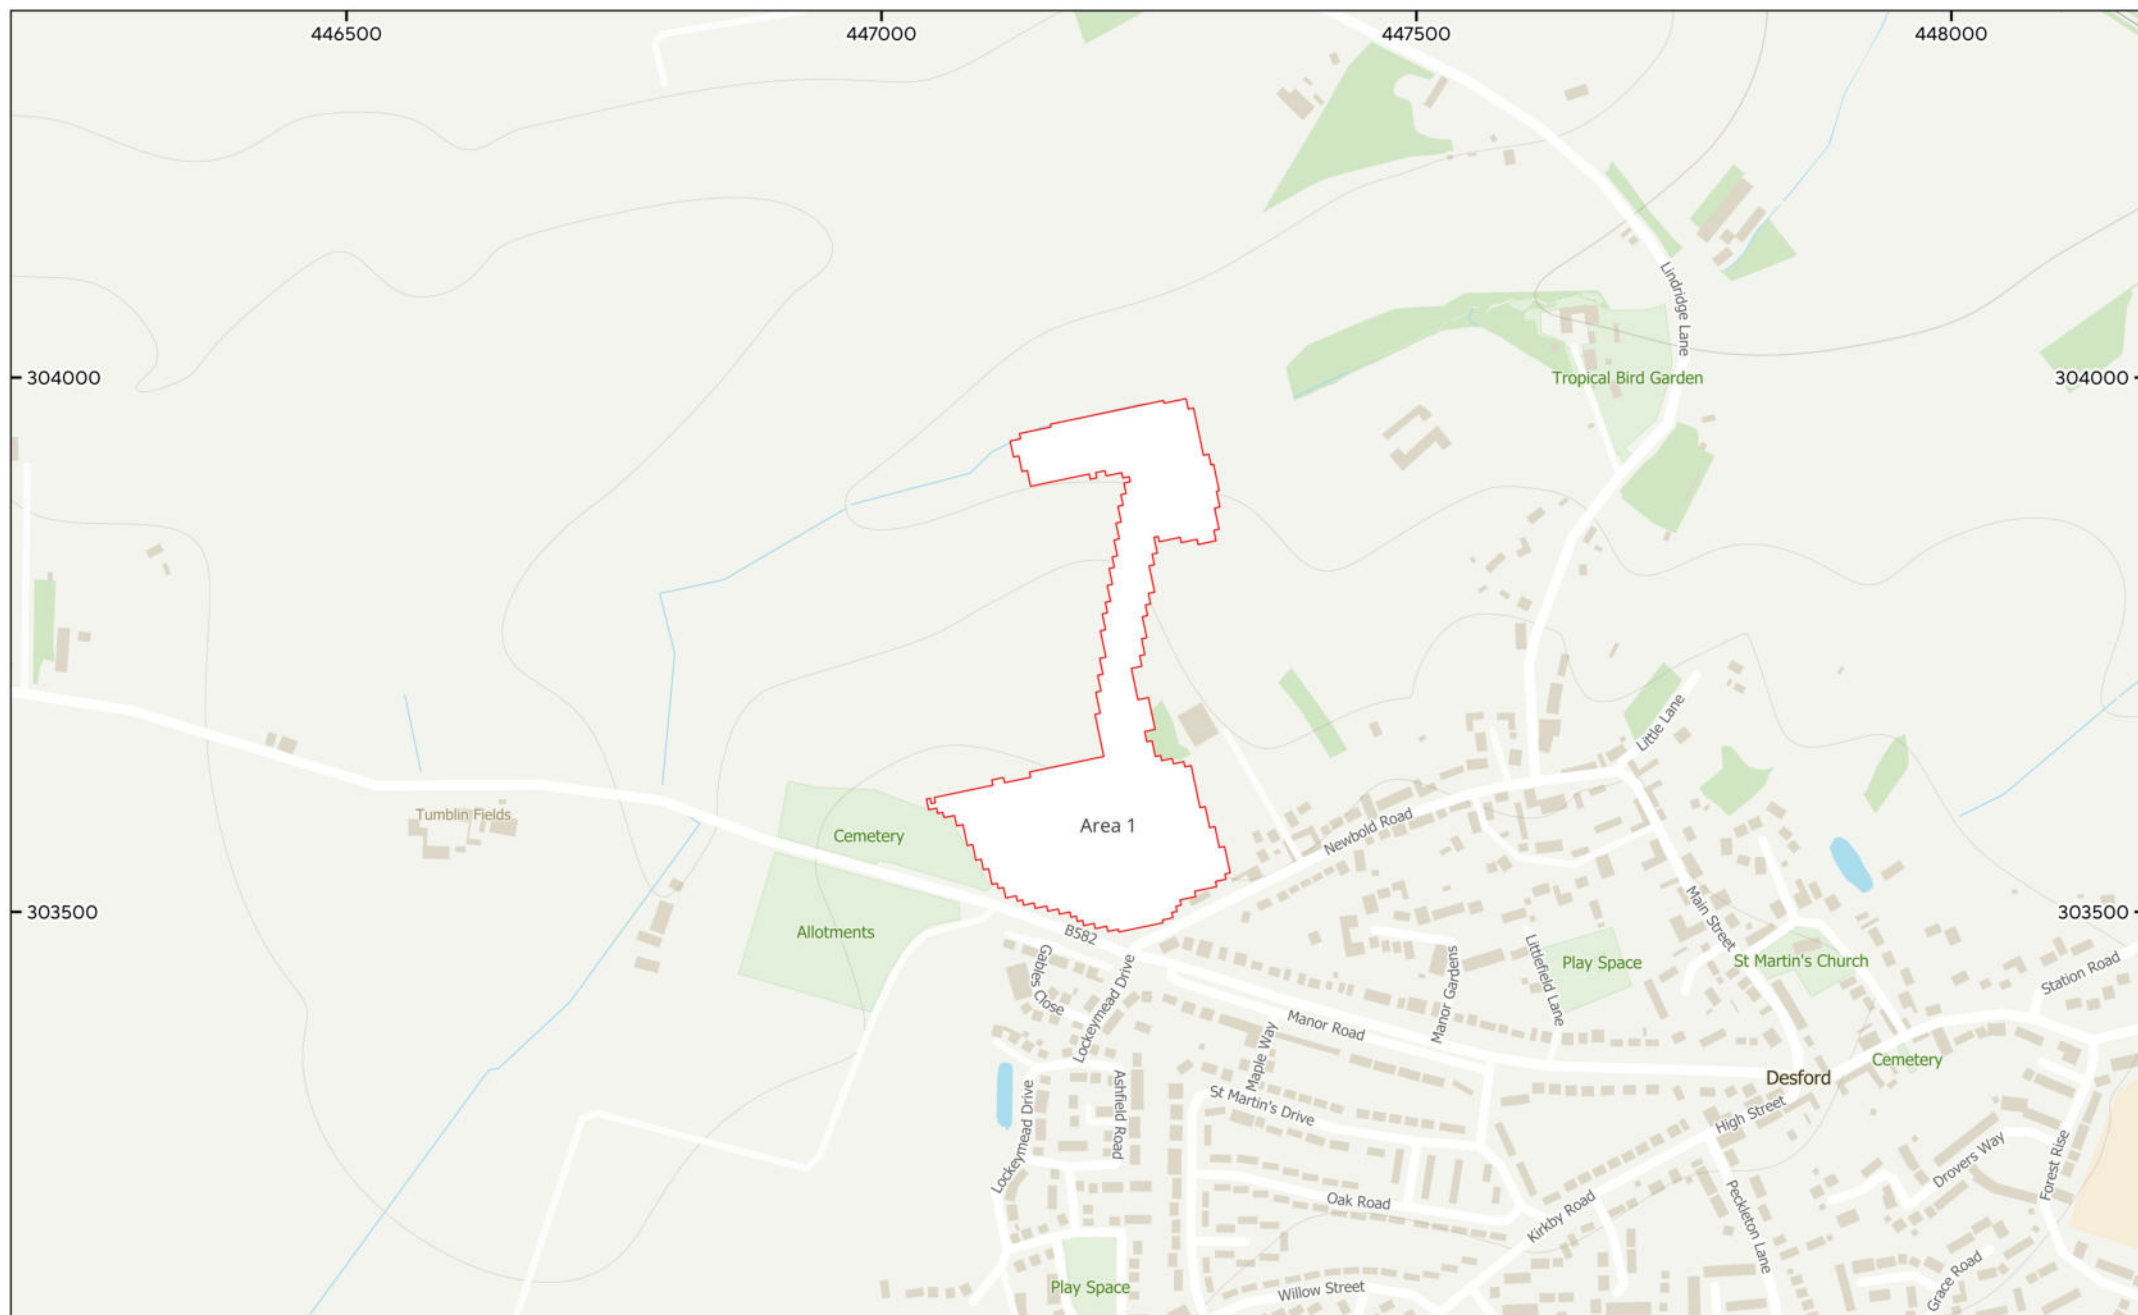 446500
447000
447500
448000
Lindridge Lane
304000
304000
Tropical Bird Garden
Little Lane
Tumblin Fields
Cemetery
Area 1
Newbold Road
303500
303500
Allotments
B582
Main Street
Gables Close
Lockeymead Drive
Manor Gardens
Littlefield Lane
Play Space
St Martin's Church
Station Road
Manor Road
Maple Way
Cemetery
Desford
Lockeymead Drive
Ashfield Road
St Martin's Drive
High Street
Drovers Way
Forest Rise
Oak Road
Kirkby Road
Peckleton Lane
Play Space
Willow Street
Grace Road